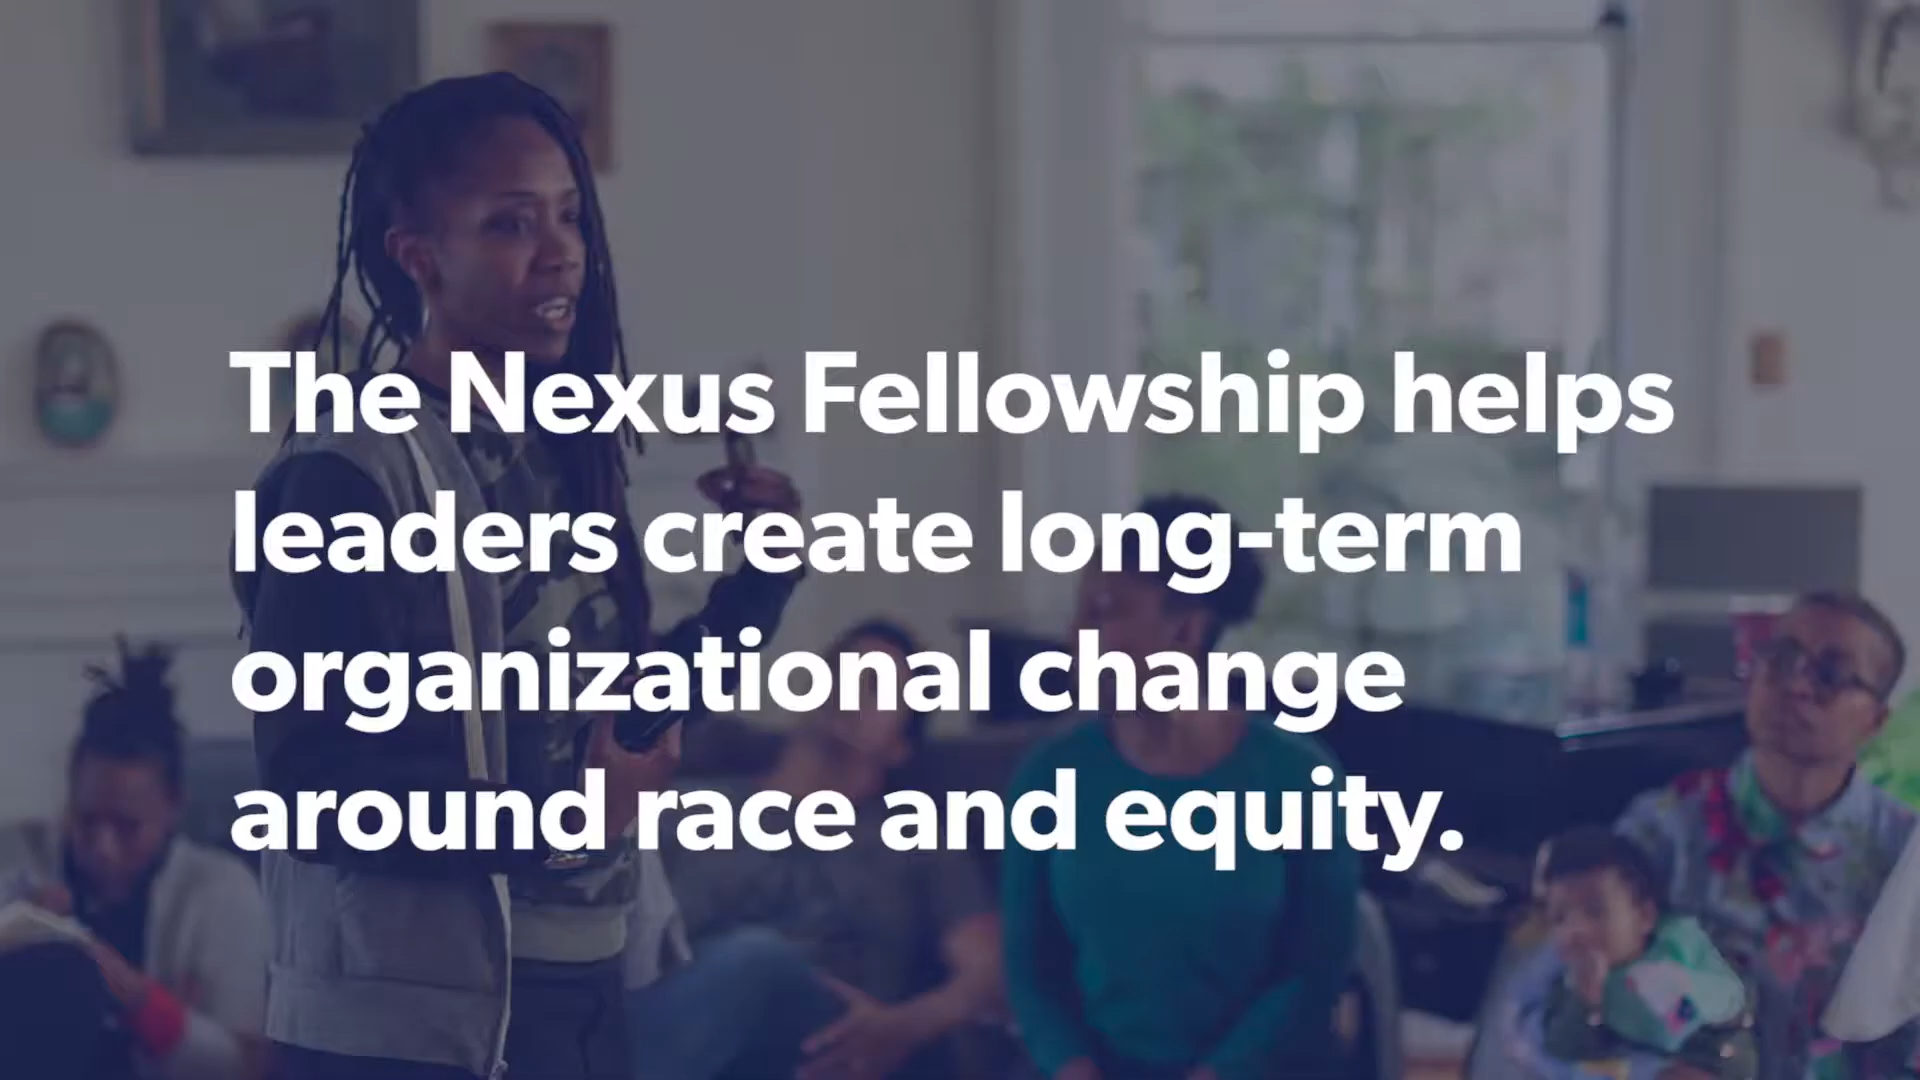 The Nexus Fellowship helps
leaders create long-term
organizational change
around race and equity.